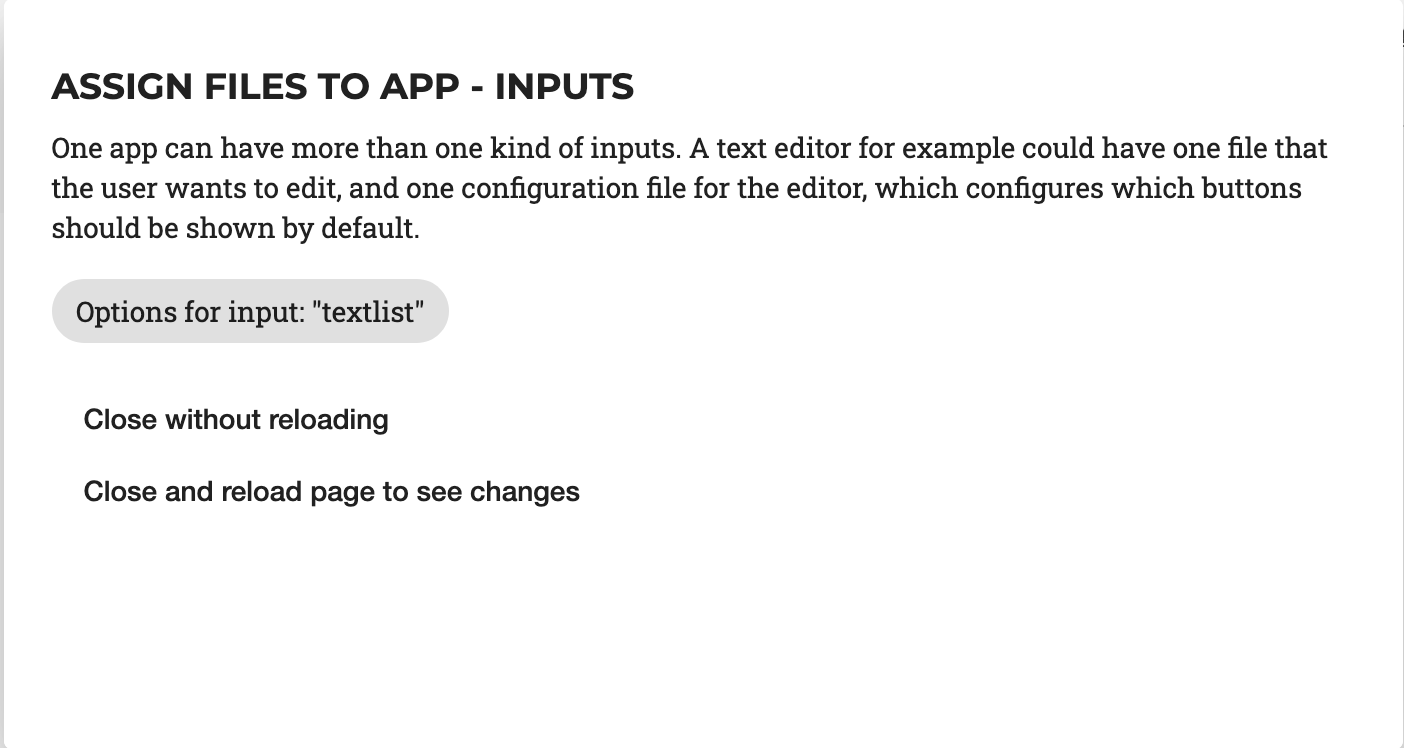 ASSIGN FILES TO APP - INPUTS
One app can have more than one kind of inputs. A text editor for example could have one file that
the user wants to edit, and one configuration file for the editor, which configures which buttons
should be shown by default.
Options for input: "textlist"
Close without reloading
Close and reload page to see changes